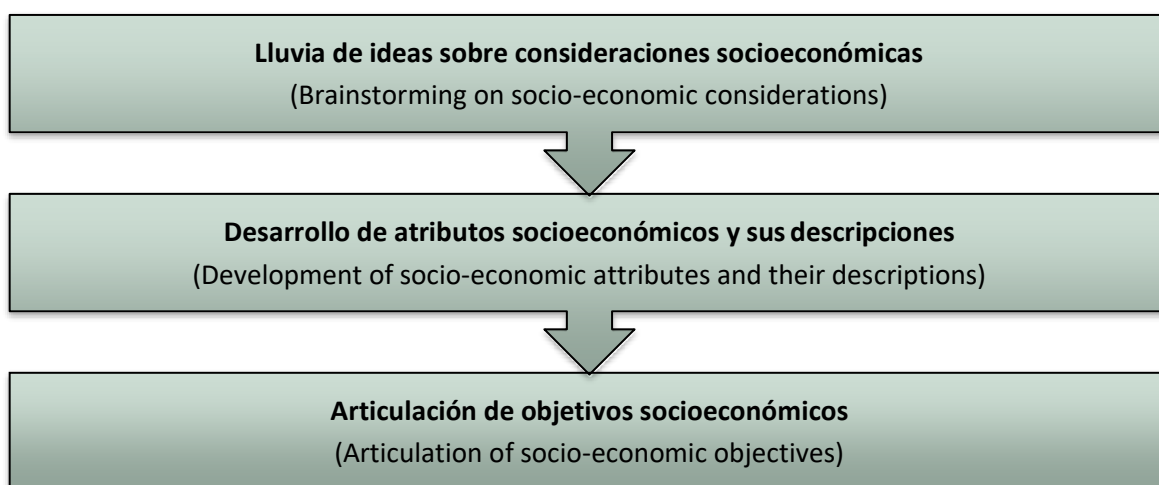 Lluvia de ideas sobre consideraciones socioeconómicas
(Brainstorming on socio-economic considerations)
Desarrollo de atributos socioeconómicos y sus descripciones
(Development of socio-economic attributes and their descriptions)
Articulación de objetivos socioeconómicos
(Articulation of socio-economic objectives)